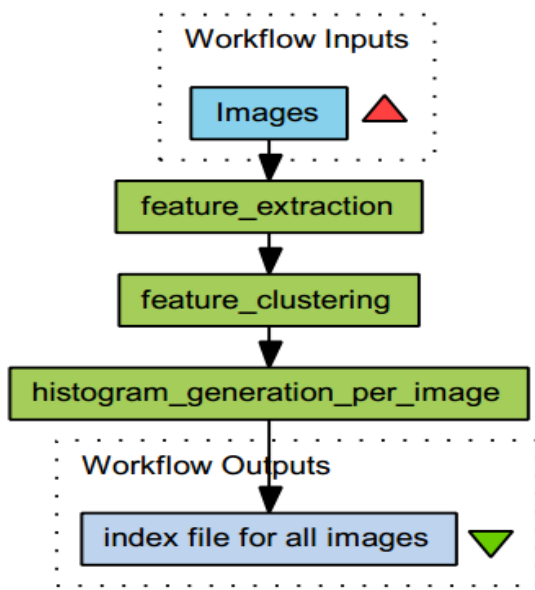 Workflow Inputs
Images
feature_extraction
feature_clustering
histogram_generation_per_image
Workflow Outputs
index file for all images